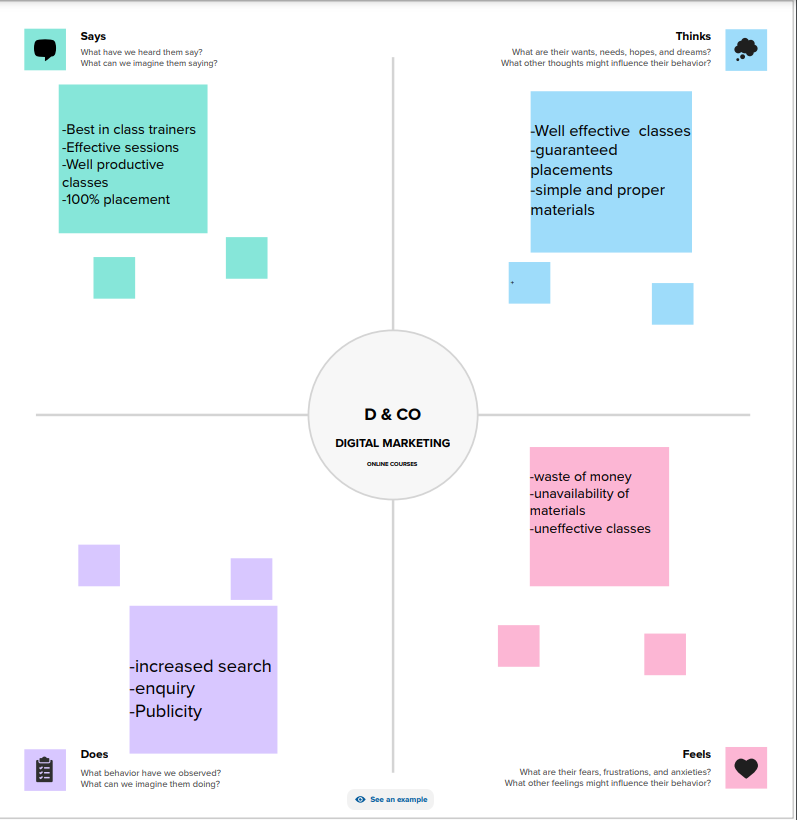 Says
What have we heard them say?
What can we imagine them saying?
Thinks
What are their wants, needs, hopes, and dreams?
What other thoughts might influence their behavior?
-Best in class trainers
-Effective sessions
-Well productive
classes
-100% placement
-Well effective  classes
-guaranteed
placements
-simple and proper
materials
D & CO
DIGITAL MARKETING
ONLINE COURSES
-waste of money
-unavailability of
materials
-uneffective classes
-increased search
-enquiry
-Publicity
Does
What behavior have we observed?
What can we imagine them doing?
Feels
What are their fears, frustrations, and anxieties?
What other feelings might influence their behavior?
See an example